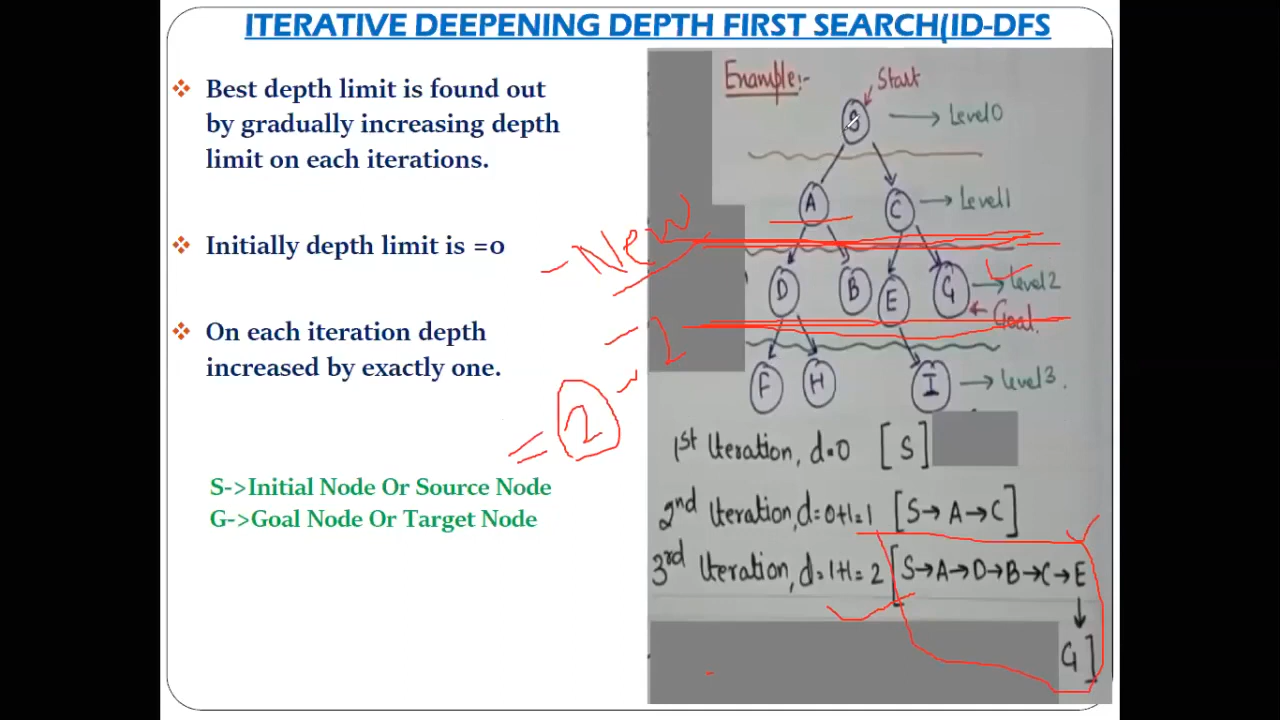 ITERATIVE DEEPENING DEPTH FIRST SEARCH(ID-DFS
❖ Best depth limit is found out
by gradually increasing depth
limit on each iterations.
❖ Initially depth limit is =0
❖ On each iteration depth
increased by exactly one.
S->Initial Node Or Source Node
G->Goal Node Or Target Node
Example:-
Start
S → Level 0
A C → Level 1
D B E G → Level 2
← Goal.
F H I → Level 3.
- New
- 2
= 2
1st Iteration, d=0 [S]
2nd Iteration, d=0+1=1 [S→A→C]
3rd Iteration, d=1+1=2 [S→A→D→B→C→E
↓
G]